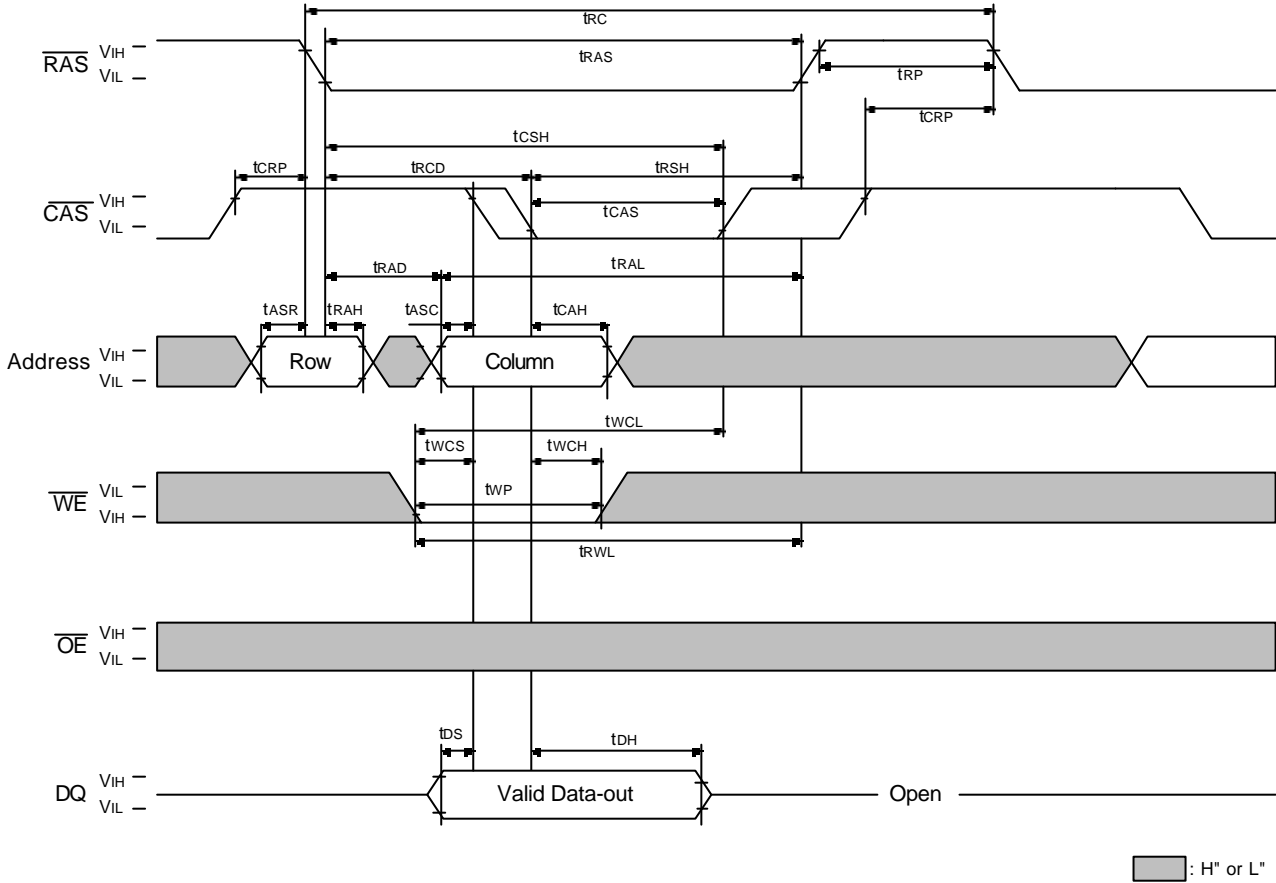 tRC
RAS VIH
VIL
tRAS
tRP
tCRP
tCSH
tCRP tRCD tRSH
CAS VIH
VIL
tCAS
tRAD tRAL
tASR tRAH tASC tCAH
Address VIH
VIL
Row Column
tWCL
tWCS tWCH
WE VIL
VIH
tWP
tRWL
OE VIH
VIL
tDS tDH
DQ VIH
VIL
Valid Data-out Open
: H" or L"